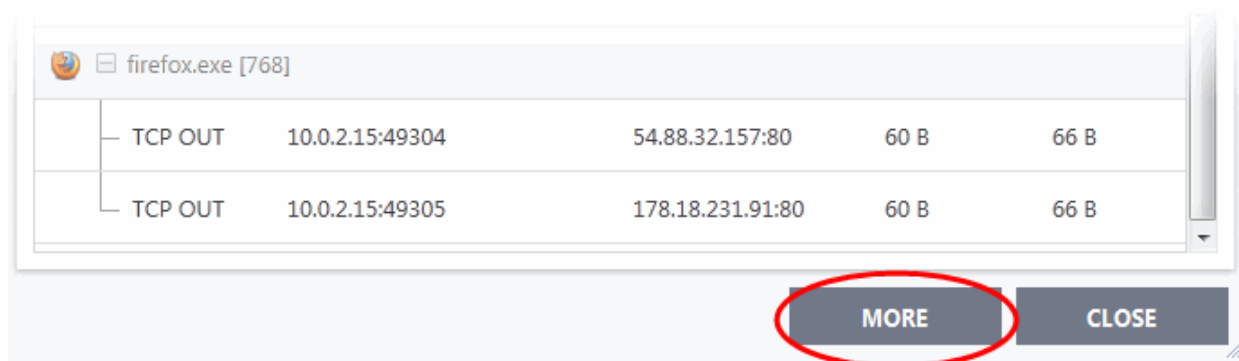 firefox.exe [768]
TCP OUT 10.0.2.15:49304 54.88.32.157:80 60 B 66 B
TCP OUT 10.0.2.15:49305 178.18.231.91:80 60 B 66 B
MORE CLOSE